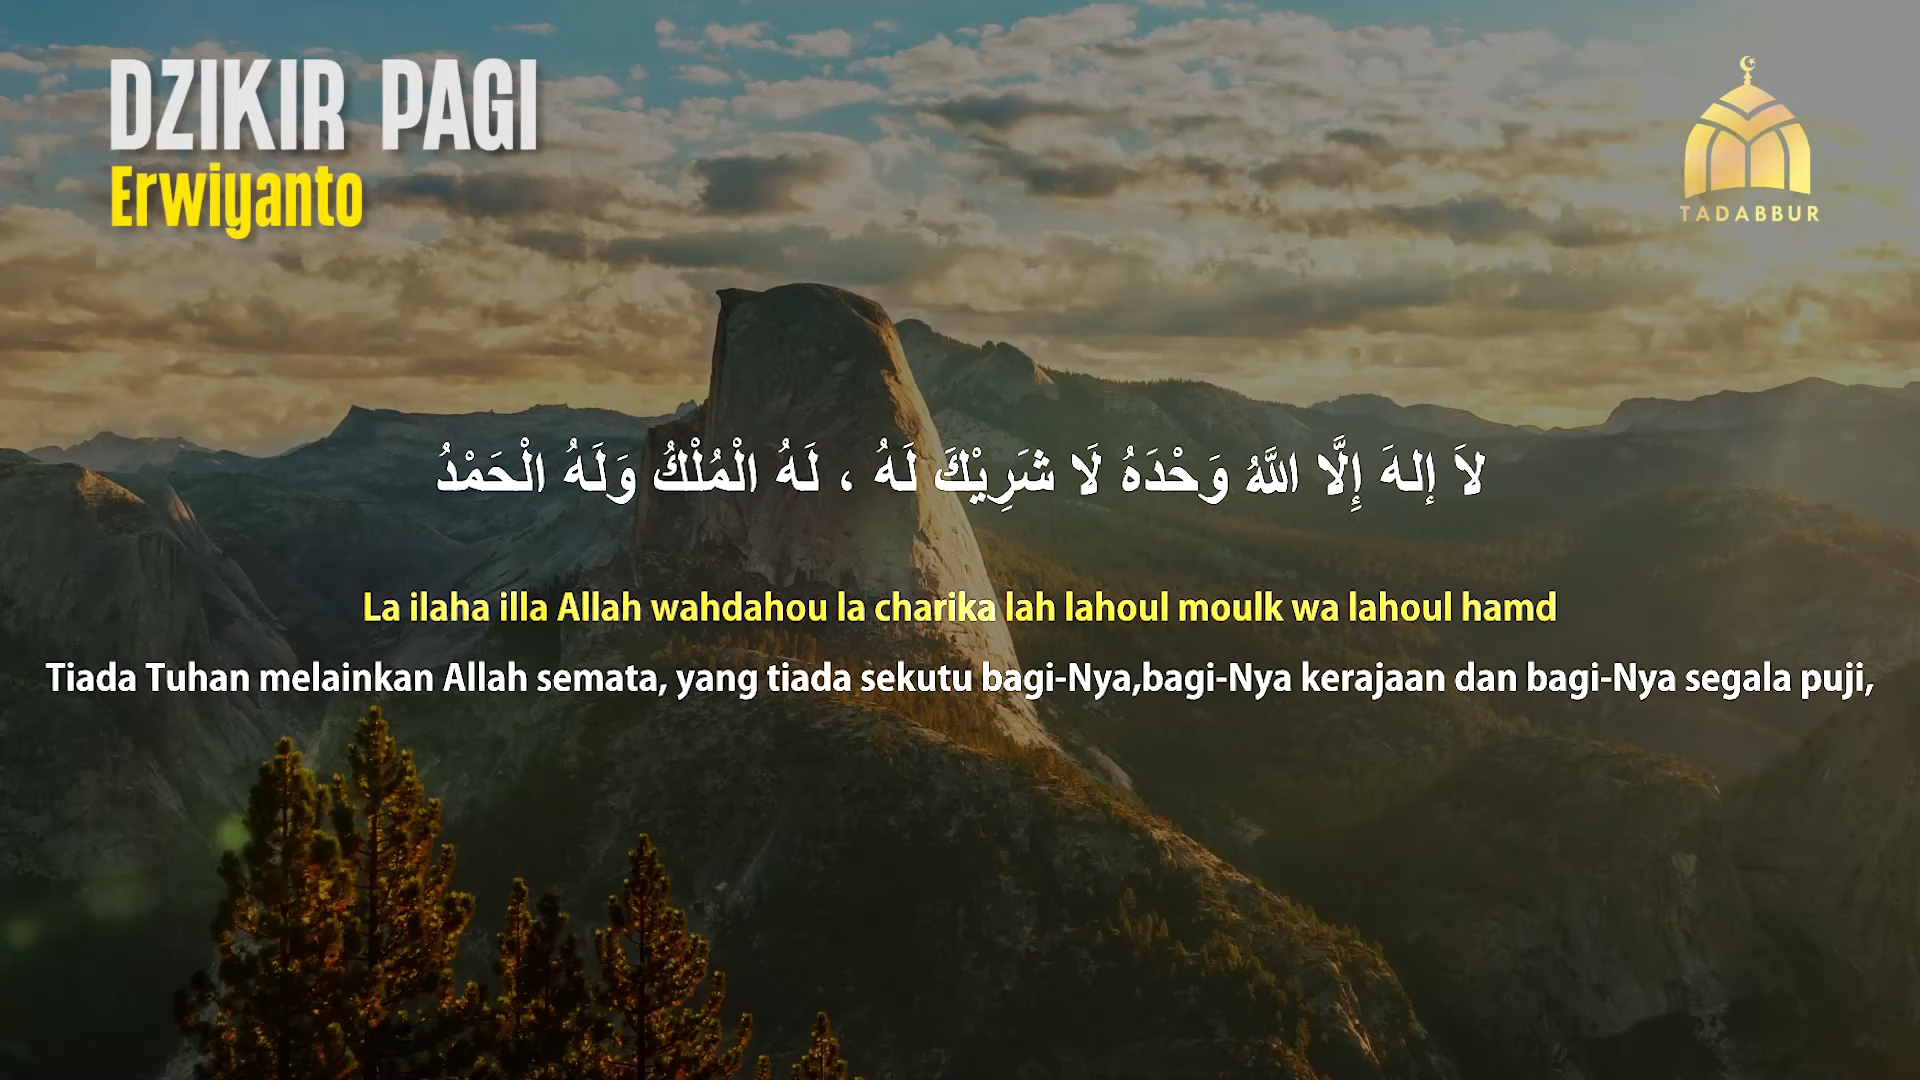 DZIKIR PAGI
Erwiyanto
TADABBUR
لاَ إلهَ إِلَّا اللَّهُ وَحْدَهُ لَا شَرِيْكَ لَهُ ، لَهُ الْمُلْكُ وَلَهُ الْحَمْدُ
La ilaha illa Allah wahdahou la charika lah lahoul moulk wa lahoul hamd
Tiada Tuhan melainkan Allah semata, yang tiada sekutu bagi-Nya,bagi-Nya kerajaan dan bagi-Nya segala puji,